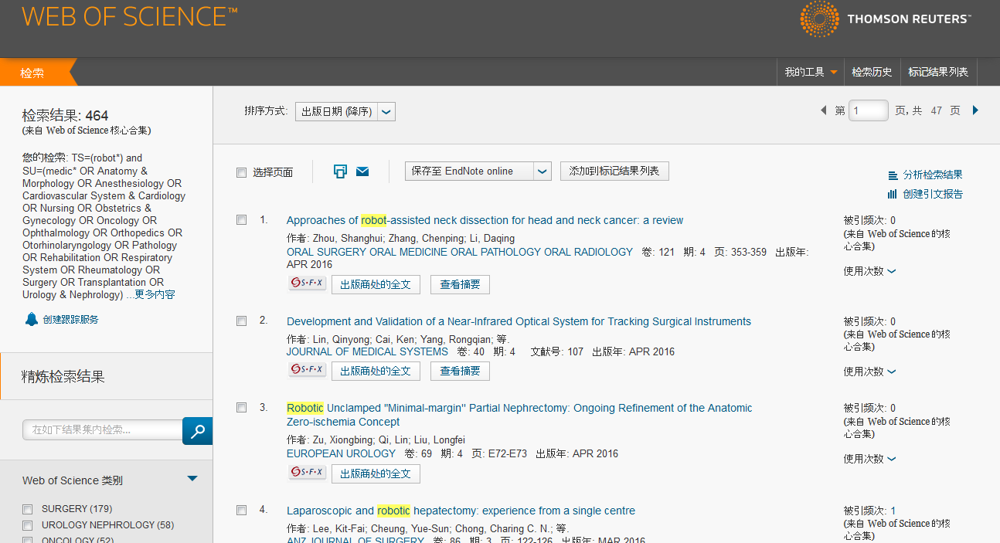 WEB OF SCIENCE™
THOMSON REUTERS™
检索
我的工具
检索历史
标记结果列表
检索结果: 464
(来自 Web of Science 核心合集)
您的检索: TS=(robot*) and
SU=(medic* OR Anatomy &
Morphology OR Anesthesiology OR
Cardiovascular System & Cardiology
OR Nursing OR Obstetrics &
Gynecology OR Oncology OR
Ophthalmology OR Orthopedics OR
Otorhinolaryngology OR Pathology
OR Rehabilitation OR Respiratory
System OR Rheumatology OR
Surgery OR Transplantation OR
Urology & Nephrology) ...更多内容
创建跟踪服务
精炼检索结果
在如下结果集内检索...
Web of Science 类别
SURGERY (179)
UROLOGY NEPHROLOGY (58)
ONCOLOGY (52)
排序方式: 出版日期 (降序)
第 1 页, 共 47 页
选择页面
保存至 EndNote online
添加到标记结果列表
分析检索结果
创建引文报告
1. Approaches of robot-assisted neck dissection for head and neck cancer: a review
作者: Zhou, Shanghui; Zhang, Chenping; Li, Daqing
ORAL SURGERY ORAL MEDICINE ORAL PATHOLOGY ORAL RADIOLOGY 卷: 121 期: 4 页: 353-359 出版年:
APR 2016
S·F·X 出版商处的全文 查看摘要
被引频次: 0
(来自 Web of Science 的核
心合集)
使用次数
2. Development and Validation of a Near-Infrared Optical System for Tracking Surgical Instruments
作者: Lin, Qinyong; Cai, Ken; Yang, Rongqian; 等.
JOURNAL OF MEDICAL SYSTEMS 卷: 40 期: 4 文献号: 107 出版年: APR 2016
S·F·X 出版商处的全文 查看摘要
被引频次: 0
(来自 Web of Science 的核
心合集)
使用次数
3. Robotic Unclamped "Minimal-margin" Partial Nephrectomy: Ongoing Refinement of the Anatomic
Zero-ischemia Concept
作者: Zu, Xiongbing; Qi, Lin; Liu, Longfei
EUROPEAN UROLOGY 卷: 69 期: 4 页: E72-E73 出版年: APR 2016
S·F·X 出版商处的全文
被引频次: 0
(来自 Web of Science 的核
心合集)
使用次数
4. Laparoscopic and robotic hepatectomy: experience from a single centre
作者: Lee, Kit-Fai; Cheung, Yue-Sun; Chong, Charing C. N.; 等.
ANZ JOURNAL OF SURGERY 卷: 86 期: 3 页: 122-126 出版年: MAR 2016
被引频次: 1
(来自 Web of Science 的核
心合集)